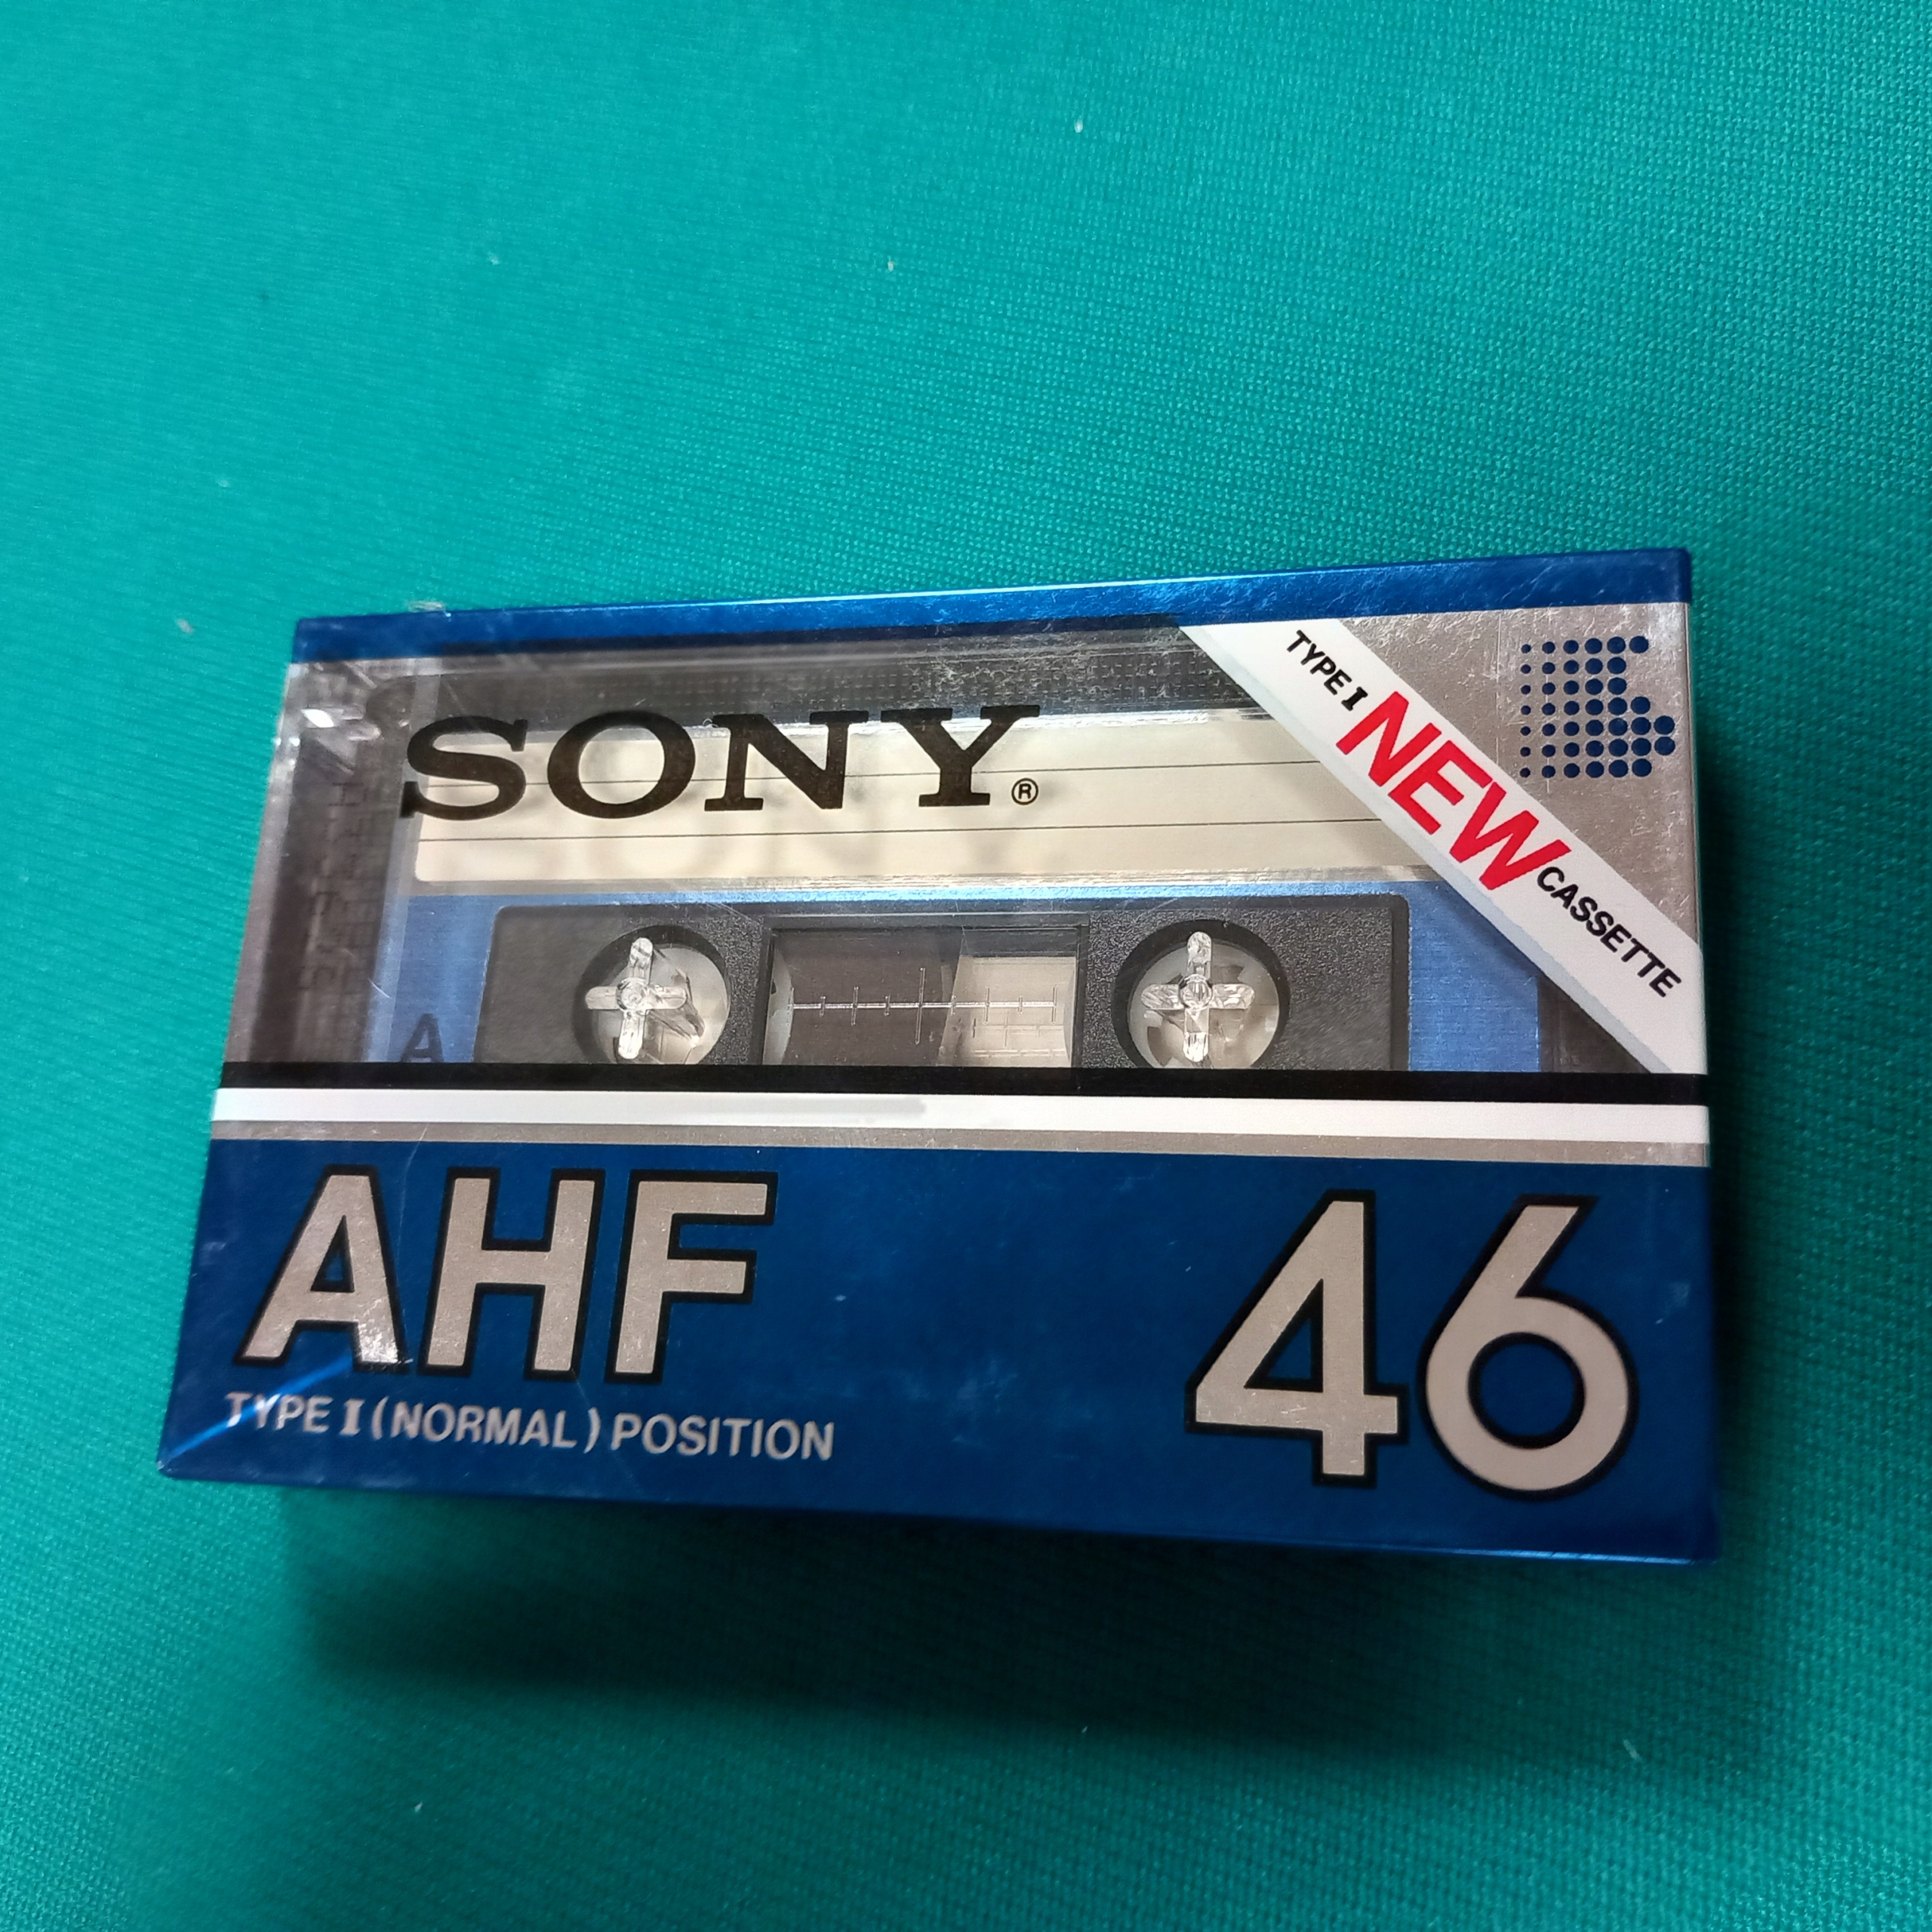 SONY®
TYPE I NEW CASSETTE
A
AHF 46
TYPE I (NORMAL) POSITION